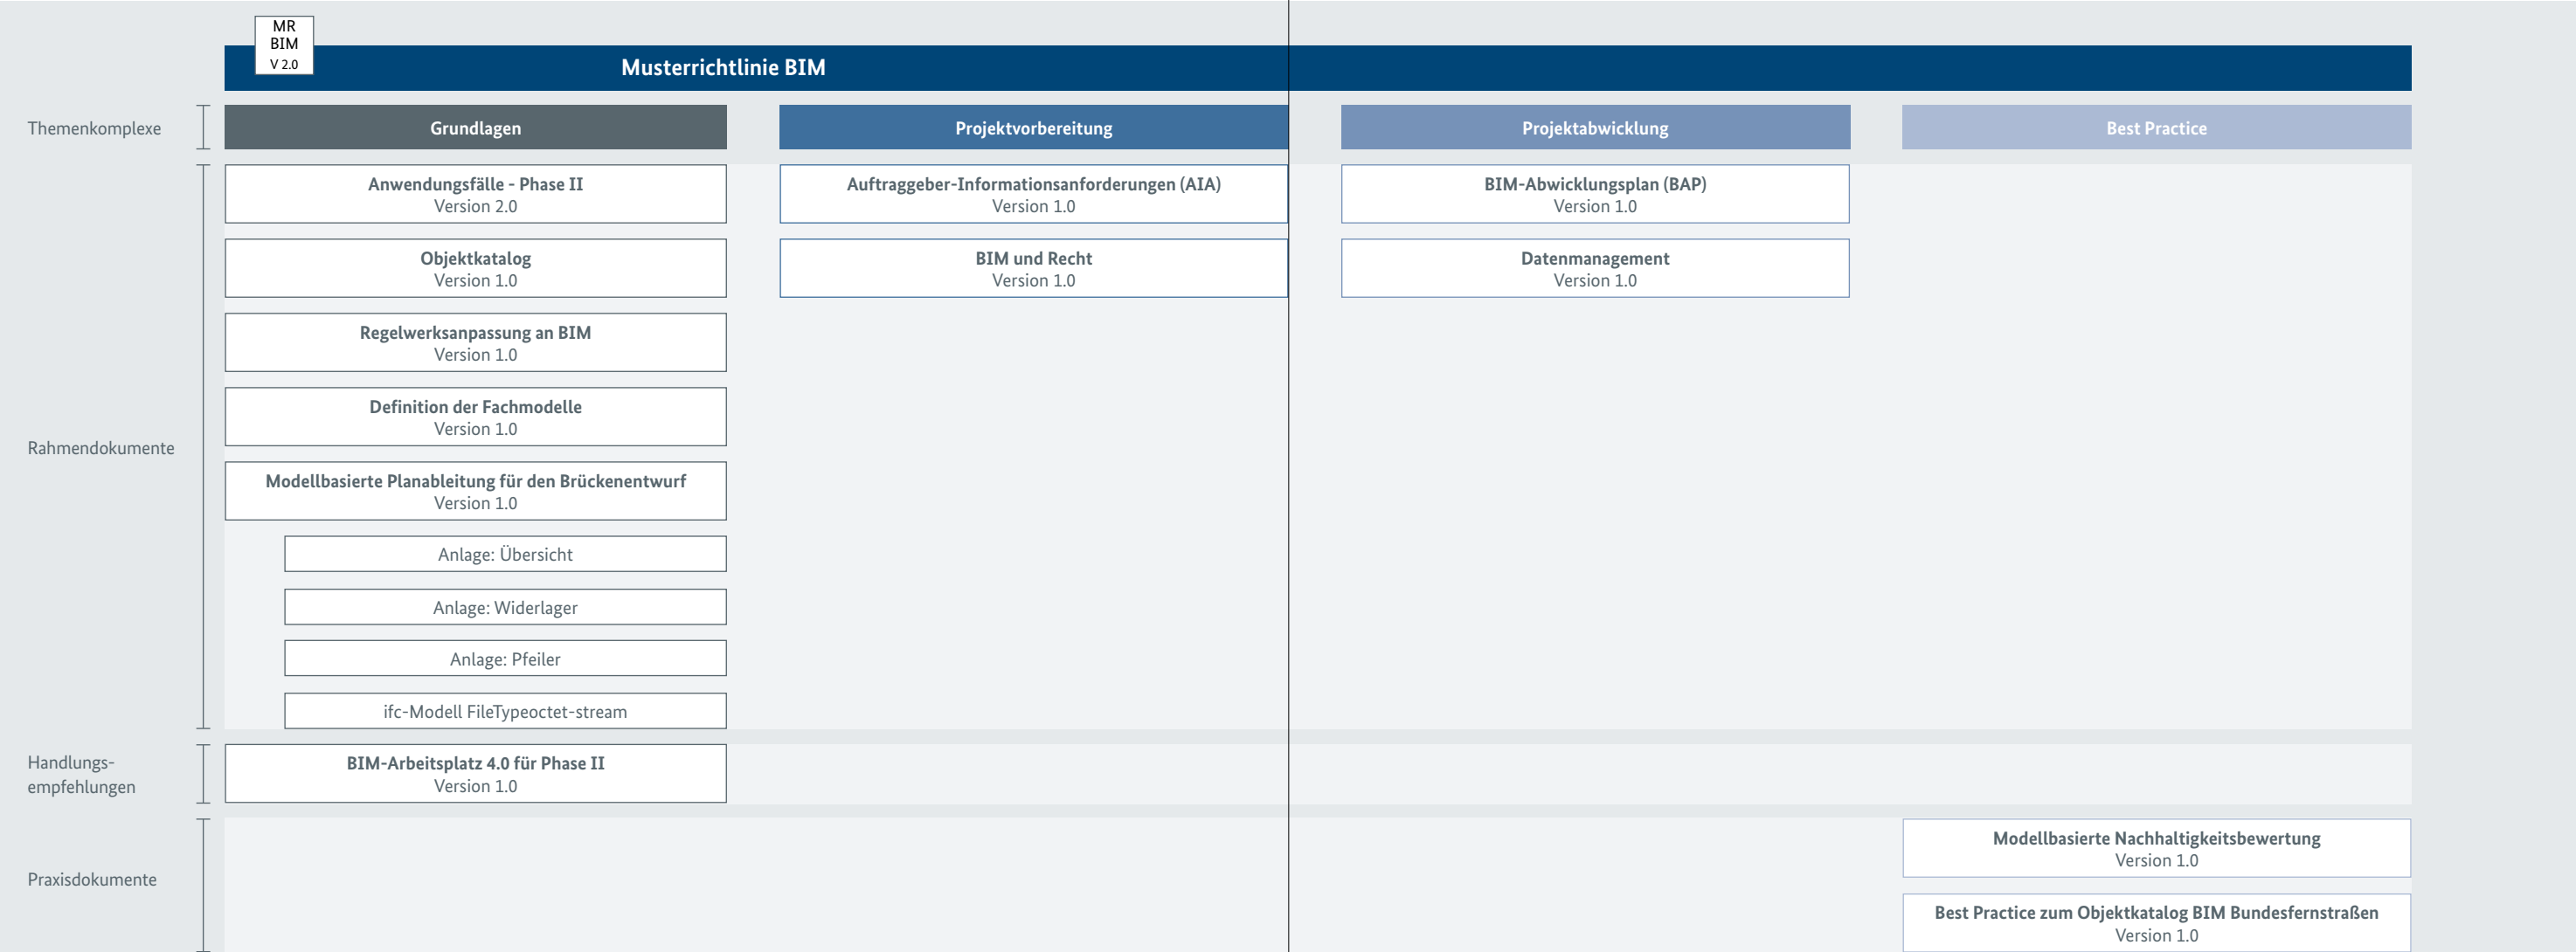 MR
BIM
V 2.0
Musterrichtlinie BIM
Themenkomplexe
Grundlagen
Projektvorbereitung
Projektabwicklung
Best Practice
Rahmendokumente
Anwendungsfälle - Phase II
Version 2.0
Auftraggeber-Informationsanforderungen (AIA)
Version 1.0
BIM-Abwicklungsplan (BAP)
Version 1.0
Objektkatalog
Version 1.0
BIM und Recht
Version 1.0
Datenmanagement
Version 1.0
Regelwerksanpassung an BIM
Version 1.0
Definition der Fachmodelle
Version 1.0
Modellbasierte Planableitung für den Brückenentwurf
Version 1.0
Anlage: Übersicht
Anlage: Widerlager
Anlage: Pfeiler
ifc-Modell FileTypeoctet-stream
Handlungs-
empfehlungen
BIM-Arbeitsplatz 4.0 für Phase II
Version 1.0
Praxisdokumente
Modellbasierte Nachhaltigkeitsbewertung
Version 1.0
Best Practice zum Objektkatalog BIM Bundesfernstraßen
Version 1.0